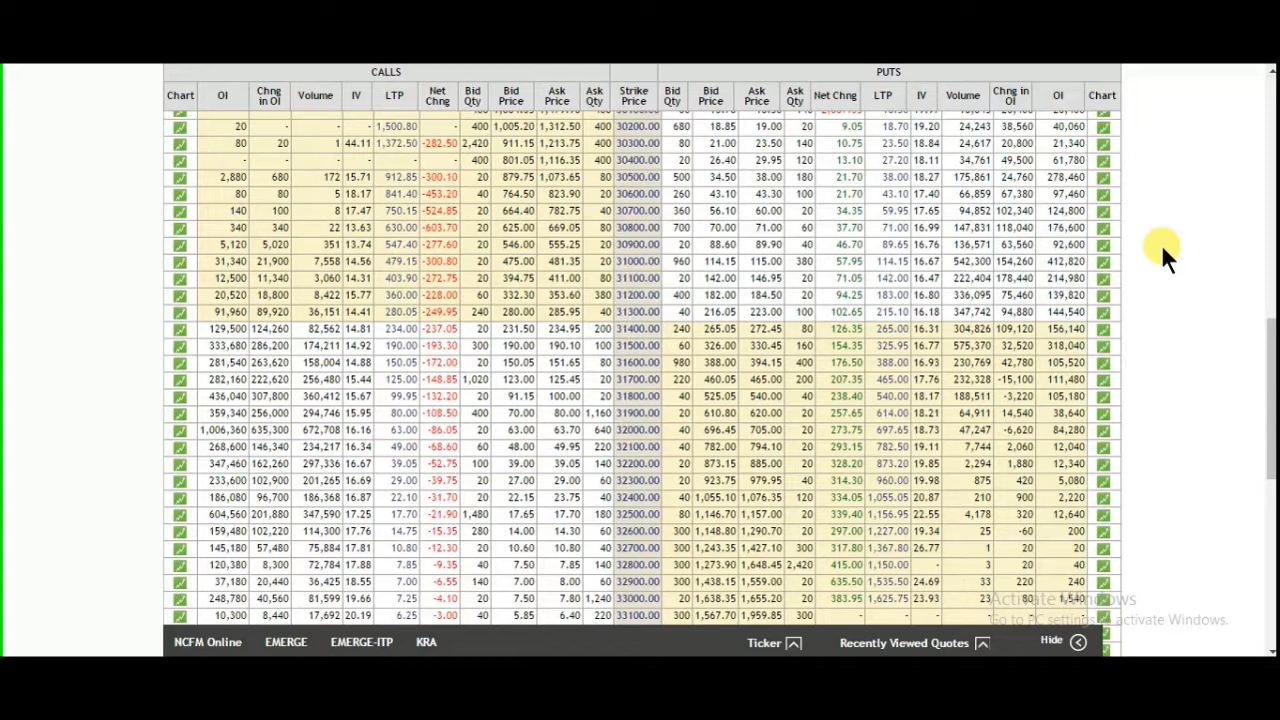 CALLS PUTS
Chart OI Chng in OI Volume IV LTP Net Chng Bid Qty Bid Price Ask Price Ask Qty Strike Price Bid Qty Bid Price Ask Price Ask Qty Net Chng LTP IV Volume Chng in OI OI Chart
20 - - - 1,500.80 - 400 1,005.20 1,312.50 400 30200.00 680 18.85 19.00 20 9.05 18.70 19.20 24,243 38,560 40,060
80 20 1 44.11 1,372.50 -282.50 2,420 911.15 1,213.75 400 30300.00 80 21.00 23.50 140 10.75 23.50 18.84 24,617 20,800 21,340
- - - - - - 400 801.05 1,116.35 400 30400.00 20 26.40 29.95 120 13.10 27.20 18.11 34,761 49,500 61,780
2,880 680 172 15.71 912.85 -300.10 20 879.75 1,073.65 80 30500.00 360 34.50 38.00 180 21.70 38.00 18.27 175,861 24,760 278,460
80 80 5 18.17 841.40 -453.20 40 764.50 823.90 20 30600.00 260 43.10 43.30 100 21.70 43.10 17.40 66,859 67,380 97,460
140 100 8 17.47 750.15 -524.85 20 664.40 782.75 40 30700.00 360 56.10 60.00 20 34.35 59.95 17.65 94,852 102,340 124,800
340 340 22 13.63 630.00 -603.70 20 625.00 669.05 80 30800.00 700 70.00 71.00 60 37.70 71.00 16.99 147,831 118,040 176,600
5,120 5,020 351 13.74 547.40 -277.60 20 546.00 555.25 20 30900.00 20 88.60 89.90 40 46.70 89.65 16.76 136,571 63,560 92,600
31,340 21,900 7,558 14.56 479.15 -300.80 20 475.00 481.35 20 31000.00 960 114.15 115.00 380 57.95 114.15 16.67 542,300 154,260 412,820
12,500 11,340 3,060 14.31 403.90 -272.75 20 394.75 411.00 80 31100.00 20 142.00 146.95 20 71.05 142.00 16.47 222,404 178,440 214,980
20,520 18,800 8,422 15.77 360.00 -228.00 60 332.30 353.60 380 31200.00 400 182.00 184.50 20 94.25 183.00 16.80 336,095 75,460 139,820
91,960 89,920 36,151 14.41 280.05 -249.95 240 280.00 285.95 40 31300.00 40 216.05 223.00 100 102.65 215.10 16.18 347,742 94,880 144,540
129,500 124,260 82,562 14.81 234.00 -237.05 20 231.50 234.95 200 31400.00 240 265.05 272.45 80 126.35 265.00 16.31 304,826 109,120 156,140
333,680 286,200 174,211 14.92 190.00 -193.30 300 190.00 190.10 100 31500.00 60 326.00 330.45 160 154.35 325.95 16.77 575,370 32,520 318,040
281,540 263,620 158,004 14.88 150.05 -172.00 20 150.05 151.65 80 31600.00 980 388.00 394.15 400 176.50 388.00 16.93 230,769 42,780 105,520
282,160 222,620 256,480 15.44 125.00 -148.85 1,020 123.00 125.45 20 31700.00 220 460.05 465.00 200 207.35 465.00 17.76 232,328 -15,100 111,480
436,040 307,800 360,412 15.67 99.95 -132.20 20 91.15 100.00 20 31800.00 40 525.05 540.00 40 238.40 540.00 18.17 188,511 -3,220 105,180
359,340 256,000 294,746 15.95 80.00 -108.50 400 70.00 80.00 1,160 31900.00 20 610.80 620.00 20 257.65 614.00 18.21 64,911 14,540 38,640
1,006,360 635,300 672,708 16.16 63.00 -86.05 20 63.00 63.70 640 32000.00 40 696.45 705.00 20 273.75 697.65 18.73 47,247 -6,620 84,280
268,600 146,340 234,217 16.34 49.00 -68.60 60 48.00 49.95 220 32100.00 40 782.00 794.10 20 293.15 782.50 19.11 7,744 2,060 12,040
347,460 162,260 297,336 16.67 39.05 -52.75 100 39.00 39.05 140 32200.00 20 873.15 885.00 20 328.20 873.20 19.85 2,294 1,880 12,340
233,600 102,900 201,265 16.69 29.00 -39.75 20 27.00 29.00 60 32300.00 20 923.75 979.95 40 314.30 960.00 19.98 875 420 5,080
186,080 96,700 186,368 16.87 22.10 -31.70 20 22.15 23.75 40 32400.00 40 1,055.10 1,076.35 120 334.05 1,055.05 20.87 210 900 2,220
604,560 201,880 347,590 17.25 17.70 -21.90 1,480 17.65 17.70 180 32500.00 80 1,146.70 1,157.00 20 339.40 1,156.95 22.55 4,178 320 12,640
159,480 102,220 114,300 17.76 14.75 -15.35 280 14.00 14.30 60 32600.00 300 1,148.80 1,290.70 20 297.00 1,227.00 19.34 25 -60 200
145,180 57,480 75,884 17.81 10.80 -12.30 20 10.60 10.80 40 32700.00 300 1,243.35 1,427.10 300 317.80 1,367.80 26.77 1 20 20
120,380 8,300 72,784 17.88 7.85 -9.35 40 7.50 7.85 140 32800.00 300 1,273.90 1,648.45 2,420 415.00 1,150.00 - 3 20 40
37,180 20,440 36,425 18.55 7.00 -6.55 140 7.00 8.00 60 32900.00 300 1,438.15 1,559.00 20 635.50 1,535.50 24.69 33 220 240
248,780 40,560 81,599 19.66 7.25 -4.10 20 7.50 7.80 1,240 33000.00 20 1,638.35 1,655.20 20 383.95 1,625.75 23.93 23 80 1,540
10,300 8,440 17,692 20.19 6.25 -3.00 40 5.85 6.40 220 33100.00 300 1,567.70 1,959.85 300 - - - - - -
Activate Windows
Go to PC settings to activate Windows.
NCFM Online EMERGE EMERGE-ITP KRA Ticker Recently Viewed Quotes Hide